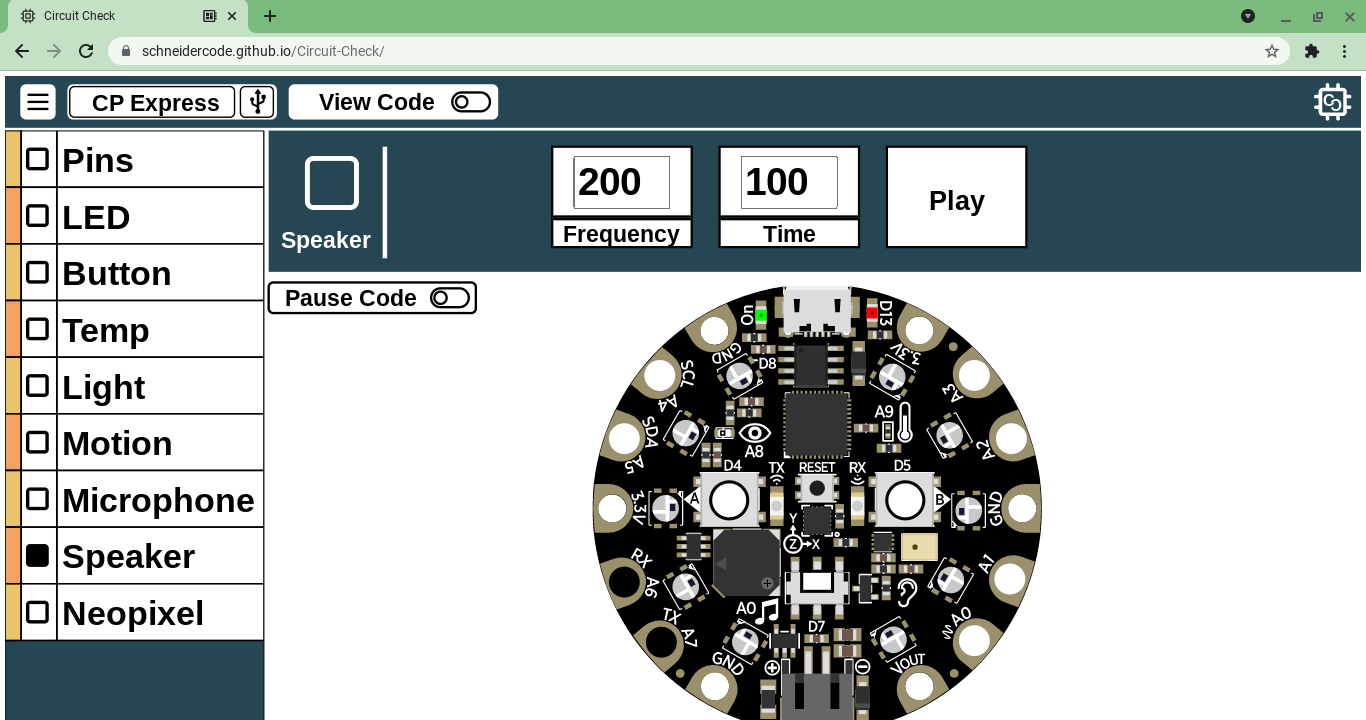 Circuit Check
schneidercode.github.io/Circuit-Check/
CP Express
View Code
Pins
LED
Button
Temp
Light
Motion
Microphone
Speaker
Neopixel
Speaker
200
Frequency
100
Time
Play
Pause Code
On
D13
GND
D8
3.3V
SCL
A4
A3
A9
SDA
A5
A8
A2
D4
TX
RESET
RX
D5
3.3V
A
B
GND
Y
Z
X
RX
A6
A1
A0
D7
TX
A7
A0
GND
VOUT